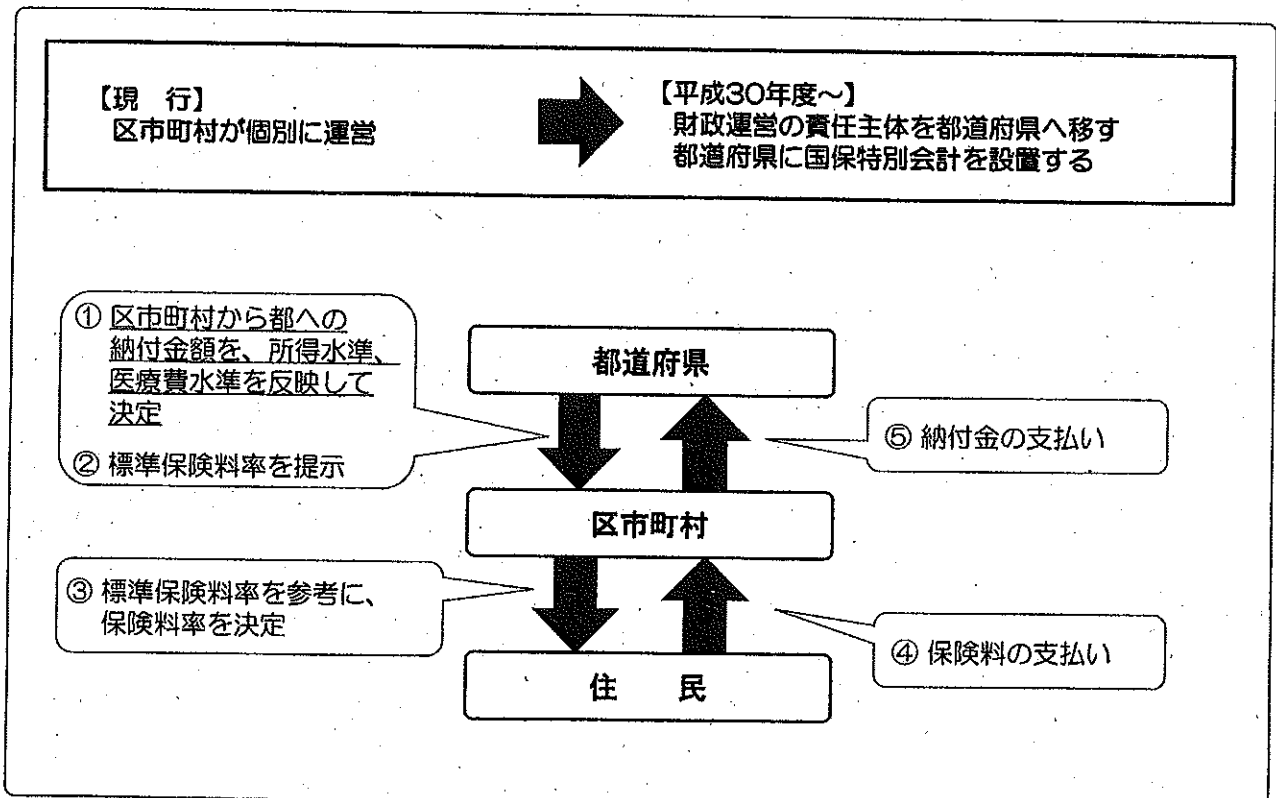 【現　行】
区市町村が個別に運営
【平成30年度～】
財政運営の責任主体を都道府県へ移す
都道府県に国保特別会計を設置する
① 区市町村から都への
納付金額を、所得水準、
医療費水準を反映して
決定
② 標準保険料率を提示
都道府県
⑤ 納付金の支払い
区市町村
③ 標準保険料率を参考に、
保険料率を決定
④ 保険料の支払い
住　　民